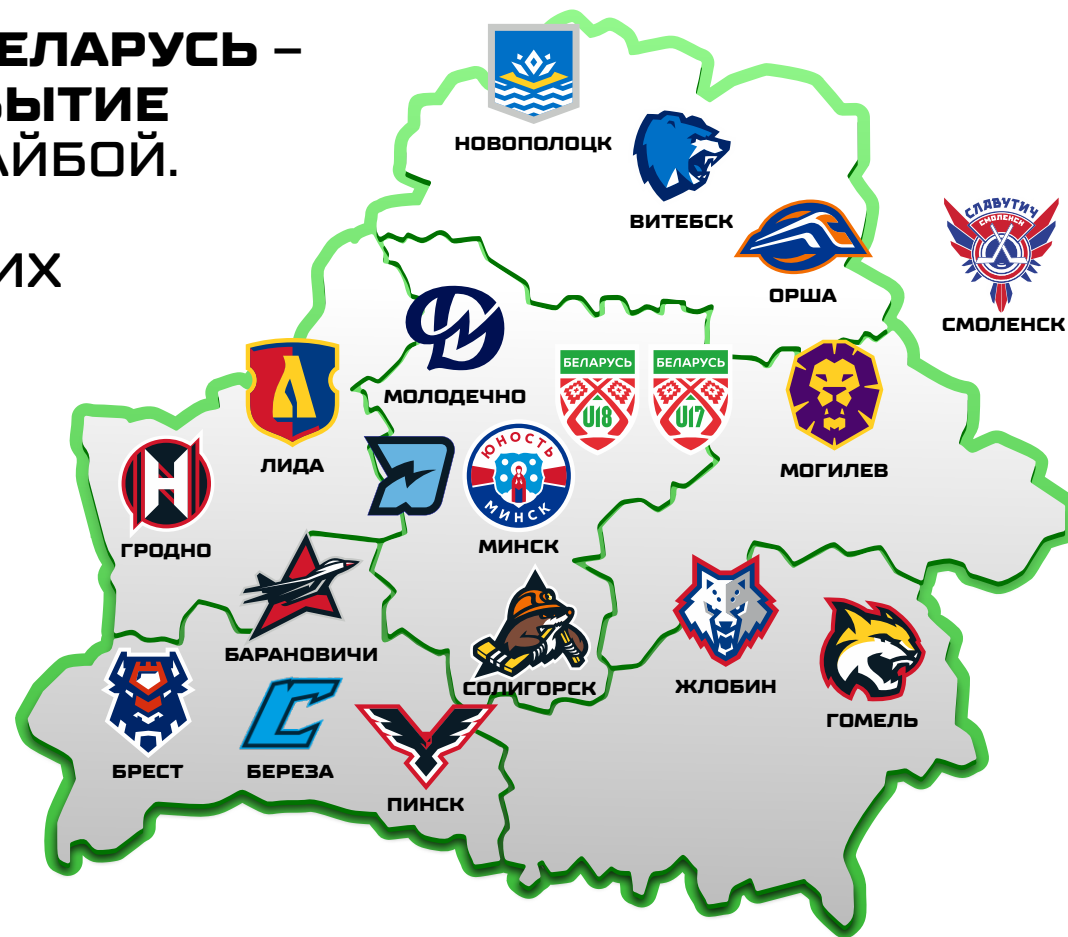 ЕЛАРУСЬ –
БЫТИЕ
АЙБОЙ.
ИХ
НОВОПОЛОЦК
ВИТЕБСК
ОРША
СЛАВУТИЧ
СМОЛЕНСК
СМОЛЕНСК
МОЛОДЕЧНО
БЕЛАРУСЬ
U18
БЕЛАРУСЬ
U17
ЛИДА
МОГИЛЕВ
ЮНОСТЬ
МИНСК
МИНСК
ГРОДНО
БАРАНОВИЧИ
СОЛИГОРСК
ЖЛОБИН
ГОМЕЛЬ
БРЕСТ
БЕРЕЗА
ПИНСК